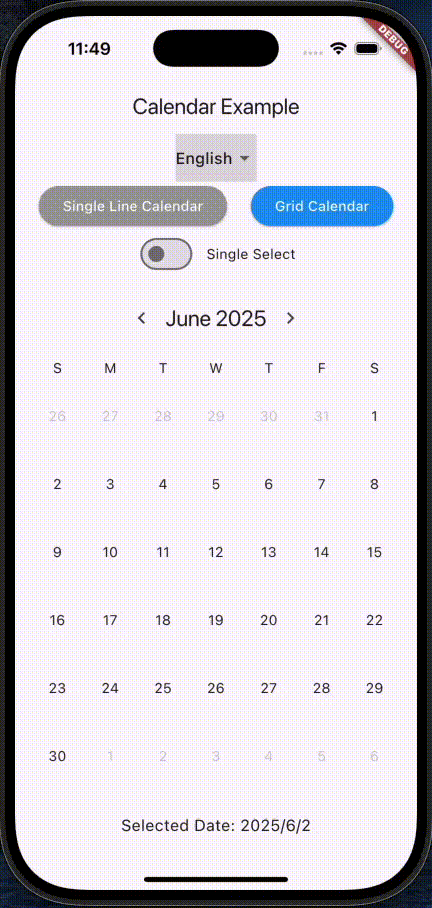 11:49
DEBUG
Calendar Example
English
Single Line Calendar Grid Calendar
Single Select
June 2025
S M T W T F S
26 27 28 29 30 31 1
2 3 4 5 6 7 8
9 10 11 12 13 14 15
16 17 18 19 20 21 22
23 24 25 26 27 28 29
30 1 2 3 4 5 6
Selected Date: 2025/6/2